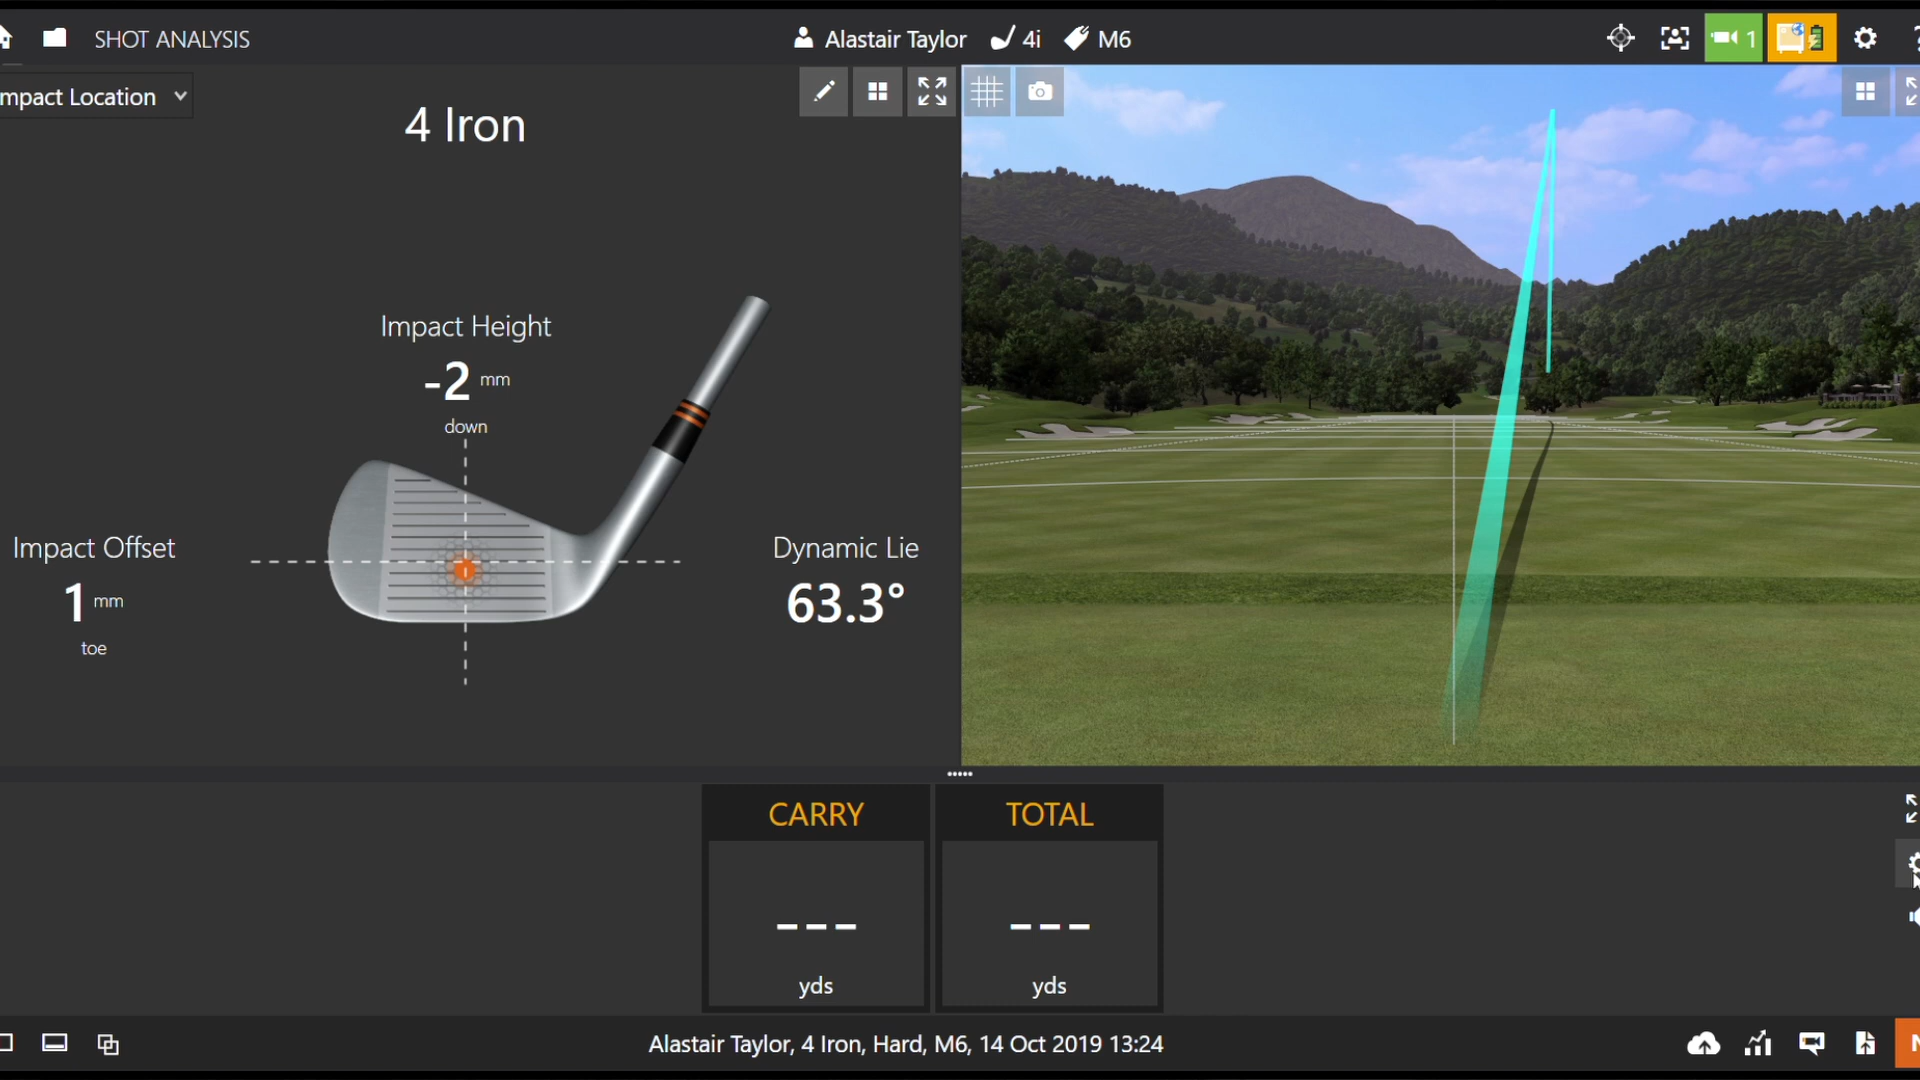 SHOT ANALYSIS
Alastair Taylor
4i
M6
1
mpact Location
4 Iron
Impact Height
-2 mm
down
Impact Offset
1 mm
toe
Dynamic Lie
63.3°
CARRY
TOTAL
---
---
yds
yds
Alastair Taylor, 4 Iron, Hard, M6, 14 Oct 2019 13:24